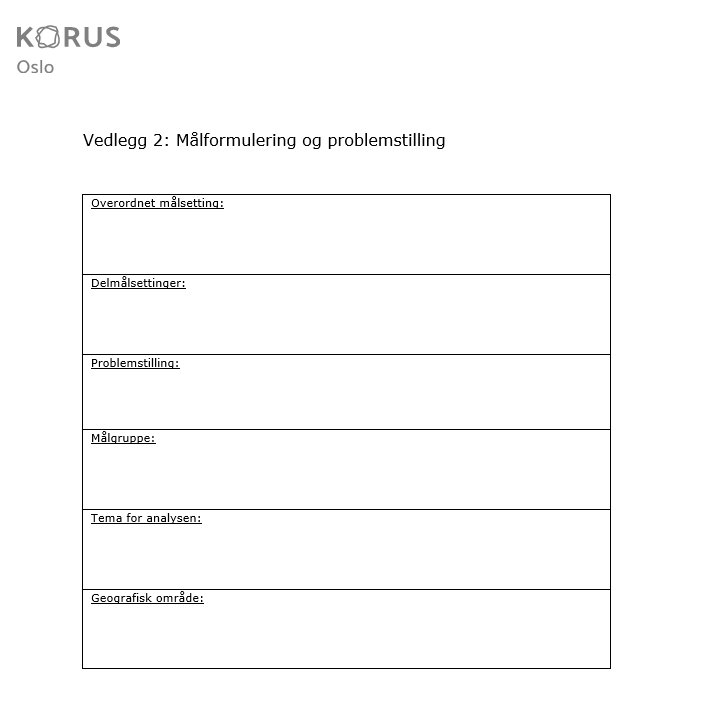 KORUS
Oslo
Vedlegg 2: Målformulering og problemstilling
Overordnet målsetting:
Delmålsettinger:
Problemstilling:
Målgruppe:
Tema for analysen:
Geografisk område: